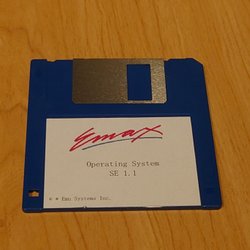 Emax
Operating System
SE 1.1
© * Emu Systems Inc.